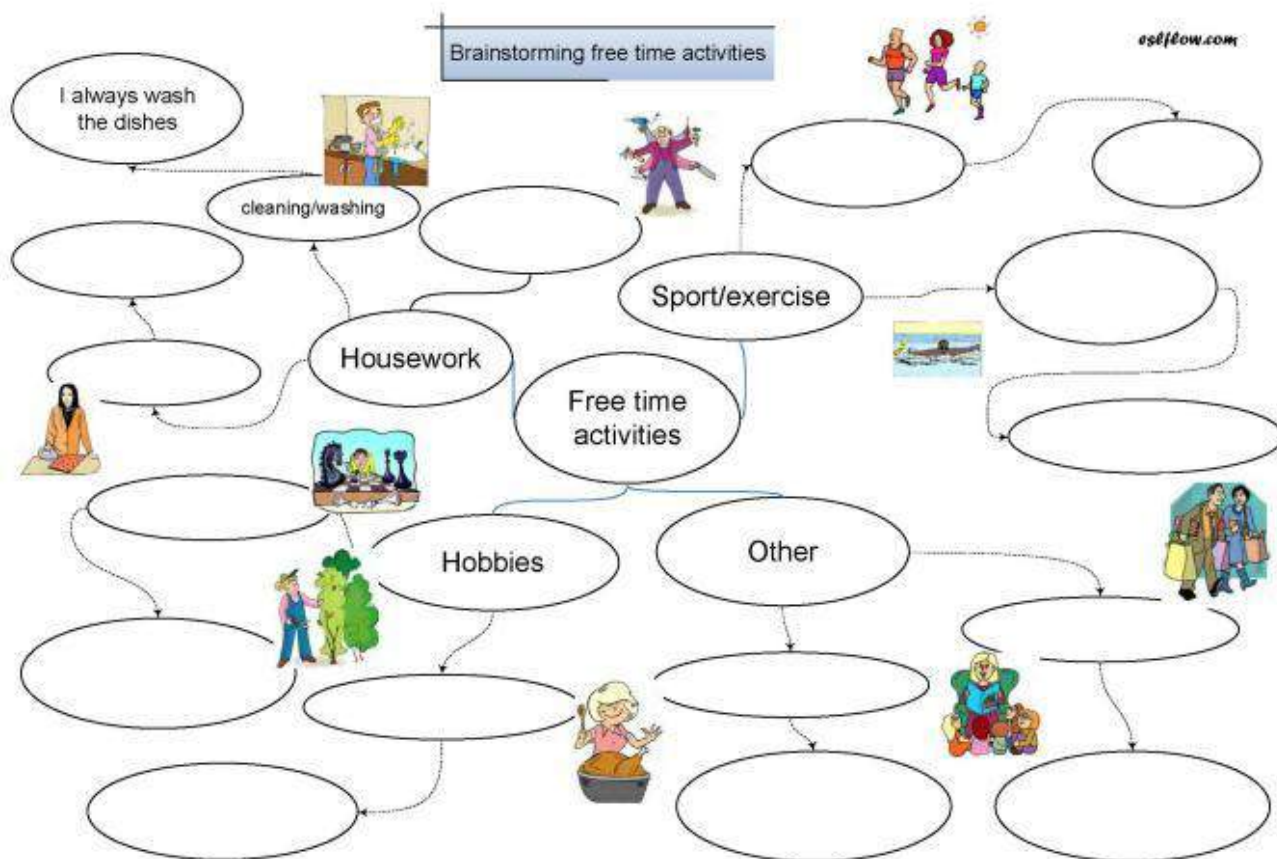 Brainstorming free time activities
eslflow.com
I always wash
the dishes
cleaning/washing
Sport/exercise
Housework
Free time
activities
Hobbies
Other